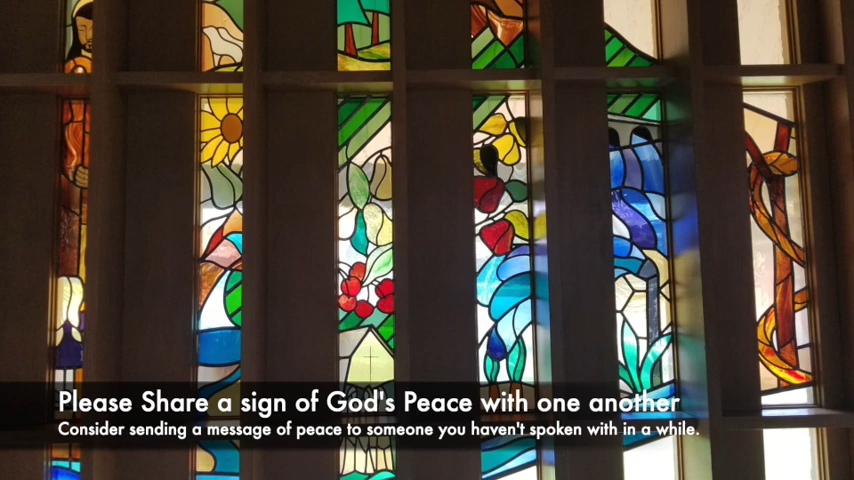 Please Share a sign of God's Peace with one another
Consider sending a message of peace to someone you haven't spoken with in a while.